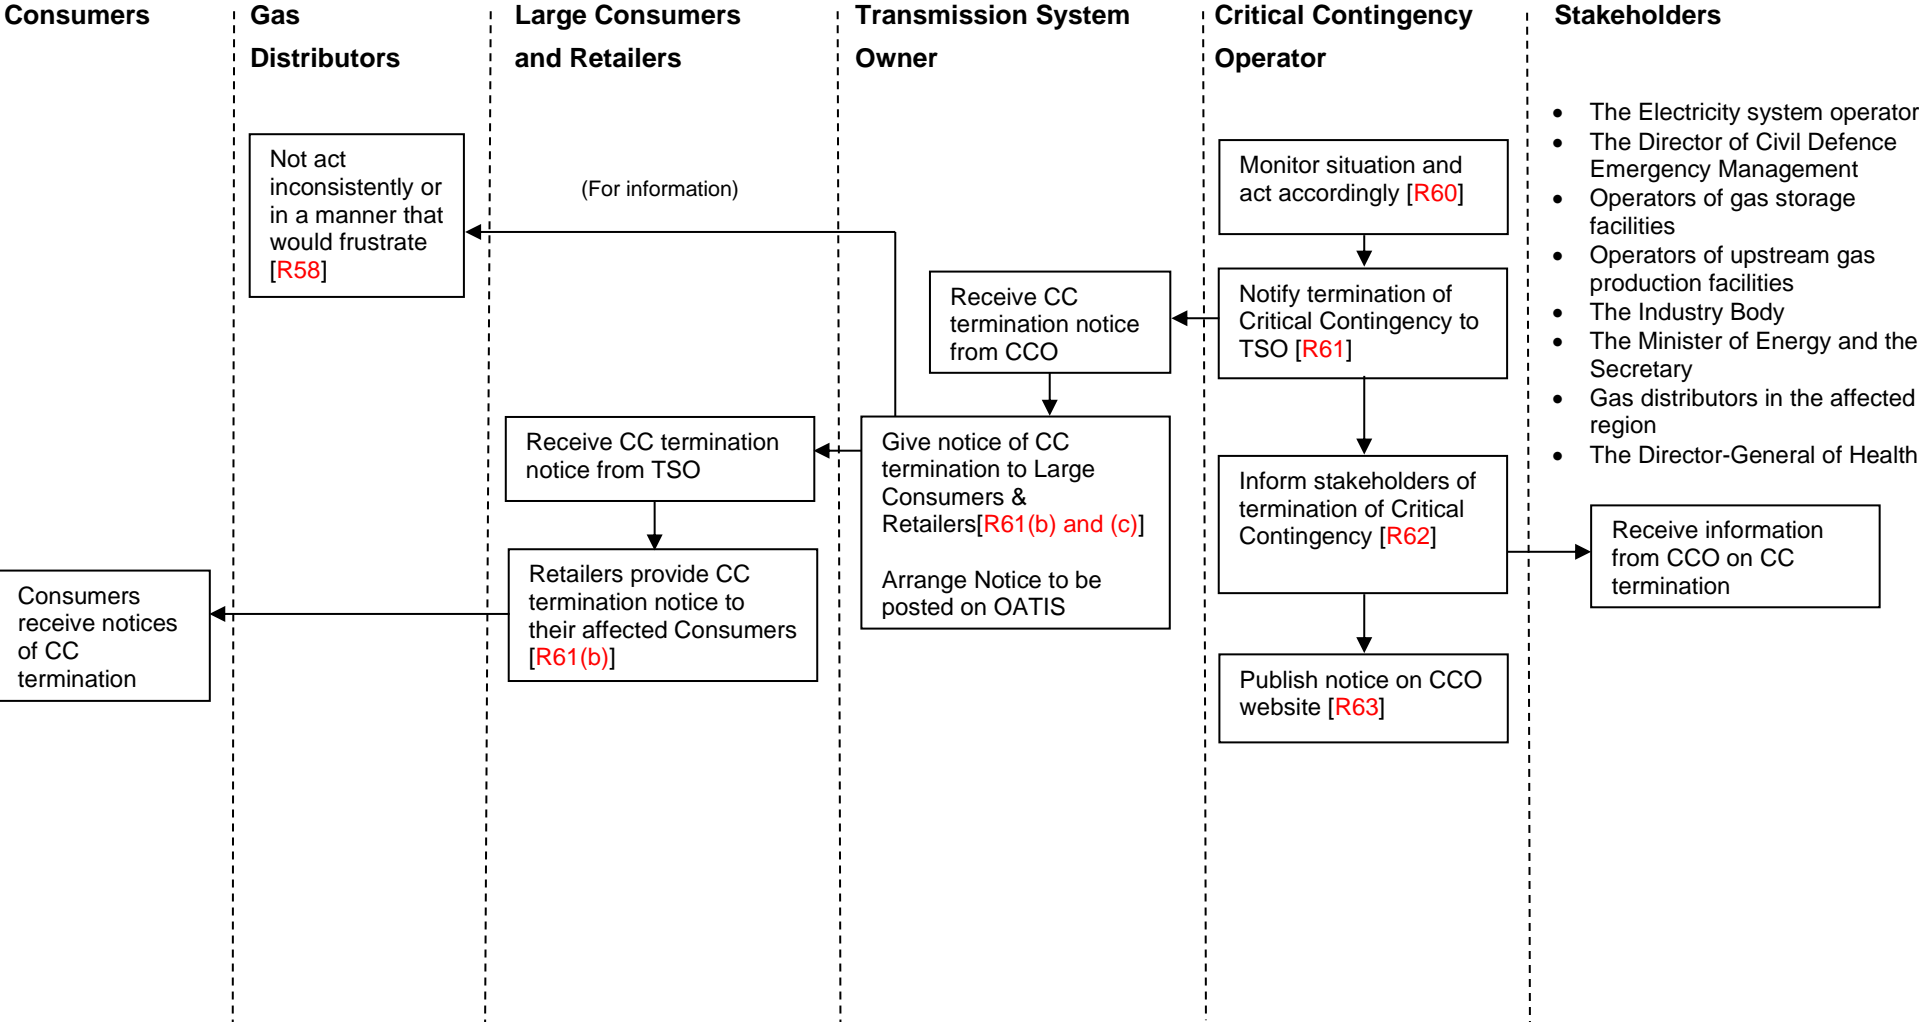 Consumers
Gas
Distributors
Large Consumers
and Retailers
Transmission System
Owner
Critical Contingency
Operator
Stakeholders
Not act
inconsistently or
in a manner that
would frustrate
[R58]
(For information)
Monitor situation and
act accordingly [R60]
• The Electricity system operator
• The Director of Civil Defence
Emergency Management
• Operators of gas storage
facilities
• Operators of upstream gas
production facilities
• The Industry Body
• The Minister of Energy and the
Secretary
• Gas distributors in the affected
region
• The Director-General of Health
Receive CC
termination notice
from CCO
Notify termination of
Critical Contingency to
TSO [R61]
Receive CC termination
notice from TSO
Give notice of CC
termination to Large
Consumers &
Retailers[R61(b) and (c)]
Arrange Notice to be
posted on OATIS
Inform stakeholders of
termination of Critical
Contingency [R62]
Receive information
from CCO on CC
termination
Consumers
receive notices
of CC
termination
Retailers provide CC
termination notice to
their affected Consumers
[R61(b)]
Publish notice on CCO
website [R63]